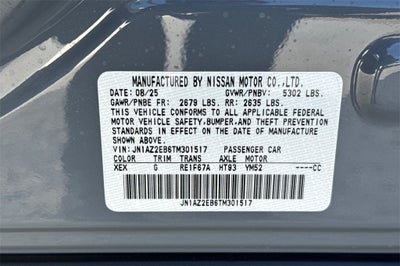 MANUFACTURED BY NISSAN MOTOR CO.,LTD.
DATE: 08/25 GVWR/PNBV: 5302 LBS.
GAWR/PNBE FR: 2679 LBS. RR: 2635 LBS.
THIS VEHICLE CONFORMS TO ALL APPLICABLE FEDERAL
MOTOR VEHICLE SAFETY,BUMPER,AND THEFT PREVENTION
STANDARDS IN EFFECT ON THE DATE OF MANUFACTURE
SHOWN ABOVE.
VIN:JN1AZ2EB6TM301517 PASSENGER CAR
COLOR TRIM TRANS AXLE MOTOR
XEX G RE1F67A HT93 YM52 ----CC
JN1AZ2EB6TM301517